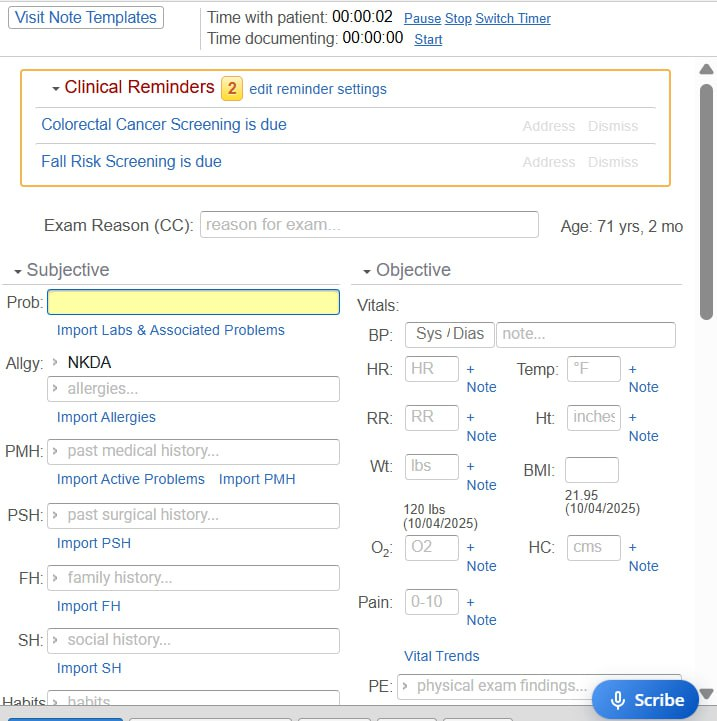 Visit Note Templates
Time with patient: 00:00:02 Pause Stop Switch Timer
Time documenting: 00:00:00 Start
Clinical Reminders 2 edit reminder settings
Colorectal Cancer Screening is due Address Dismiss
Fall Risk Screening is due Address Dismiss
Exam Reason (CC): reason for exam... Age: 71 yrs, 2 mo
Subjective
Prob:
Import Labs & Associated Problems
Allgy: NKDA
allergies...
Import Allergies
PMH: past medical history...
Import Active Problems Import PMH
PSH: past surgical history...
Import PSH
FH: family history...
Import FH
SH: social history...
Import SH
Habits habits
Objective
Vitals:
BP: Sys / Dias note...
HR: HR + Note Temp: °F + Note
RR: RR + Note Ht: inches + Note
Wt: lbs + Note BMI:
120 lbs (10/04/2025) 21.95 (10/04/2025)
O2: O2 + Note HC: cms + Note
Pain: 0-10 + Note
Vital Trends
PE: physical exam findings...
Scribe